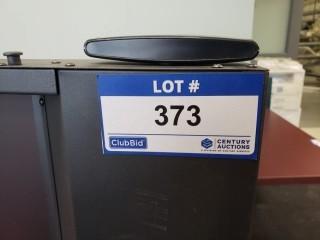 LOT #
373
ClubBid
CENTURY
AUCTIONS